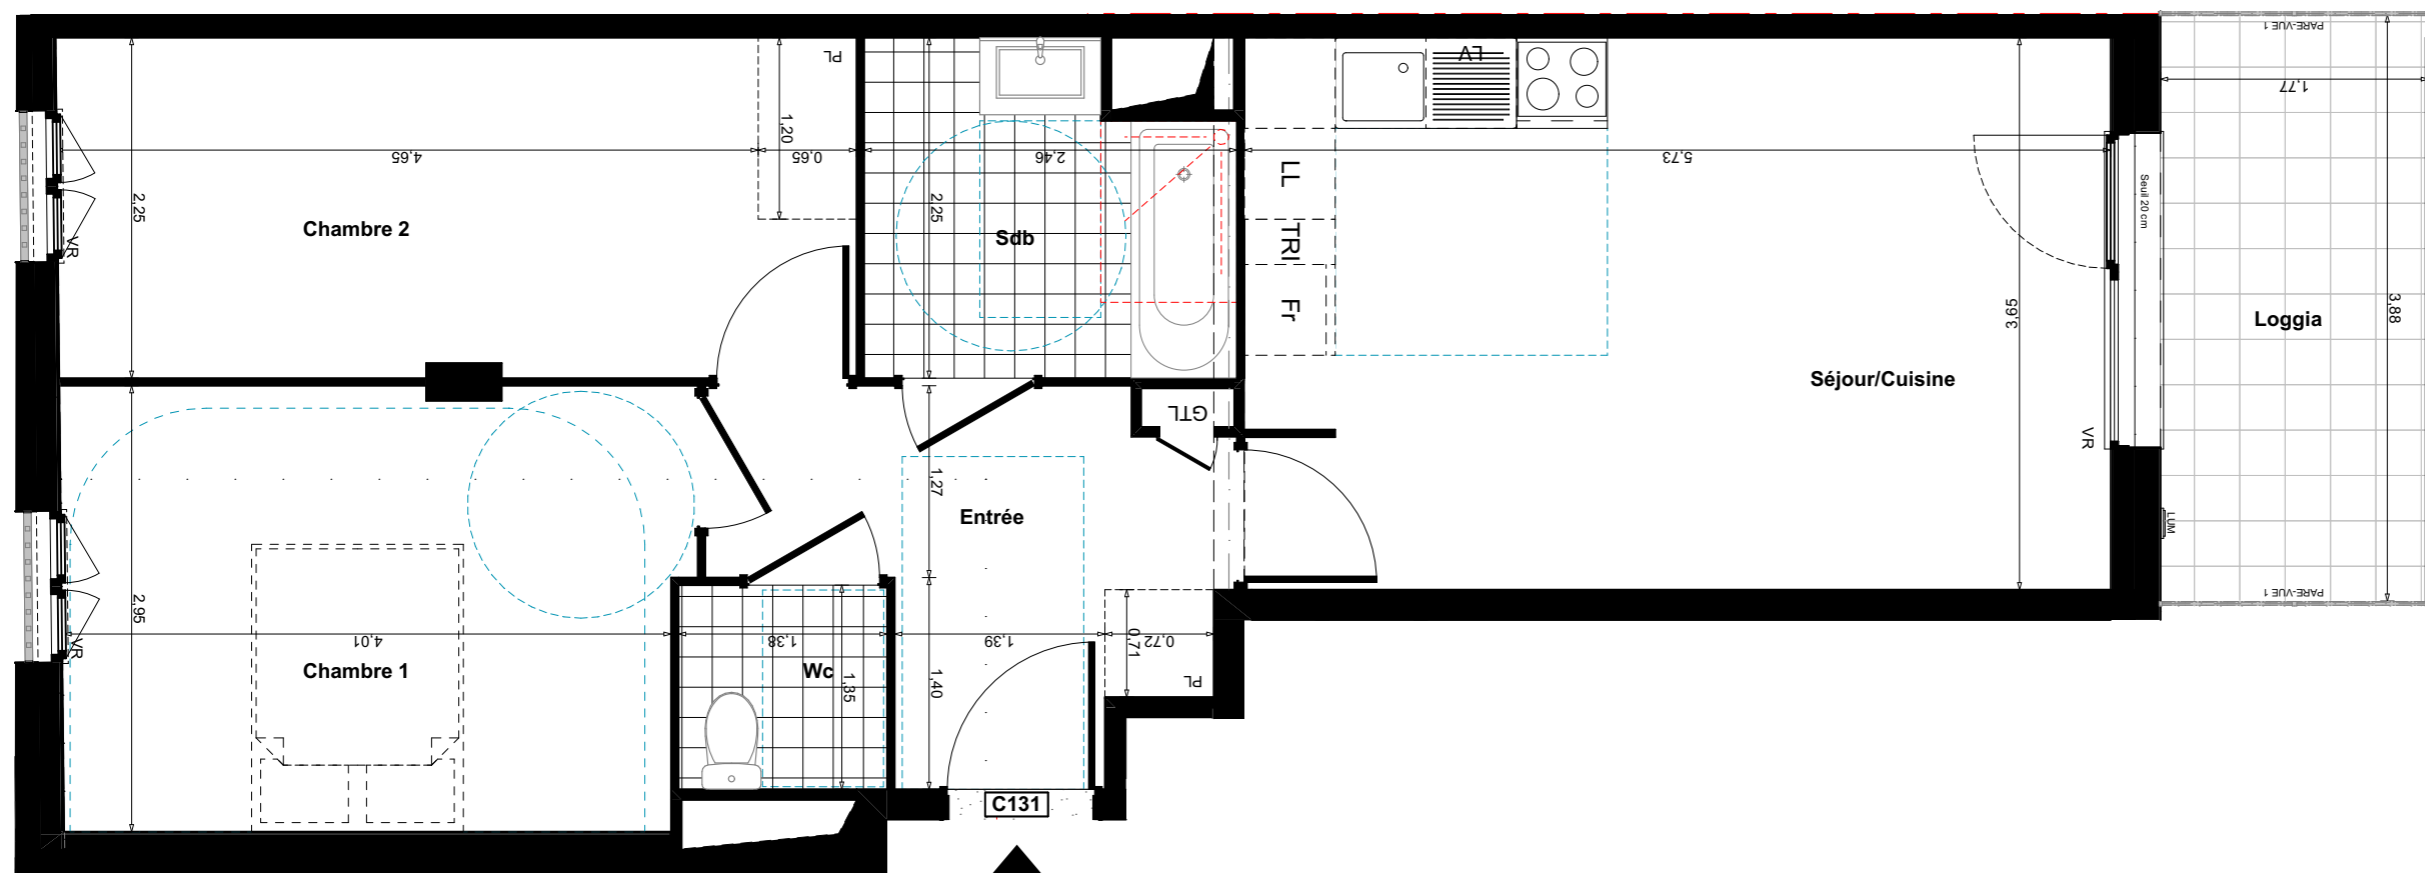 PARE-VUE 1
PL
LV
1,77
1,20
4,65
0,65
2,46
5,73
LL
Seuil 20 cm
2,25
2,25
Chambre 2
Sdb
TRI
VR
Fr
3,65
3,88
Loggia
Séjour/Cuisine
GTL
VR
1,27
Entrée
LUM
PARE-VUE 1
2,95
4,01
VR
1,38
1,39
0,71
0,72
Chambre 1
Wc
1,35
1,40
PL
C131